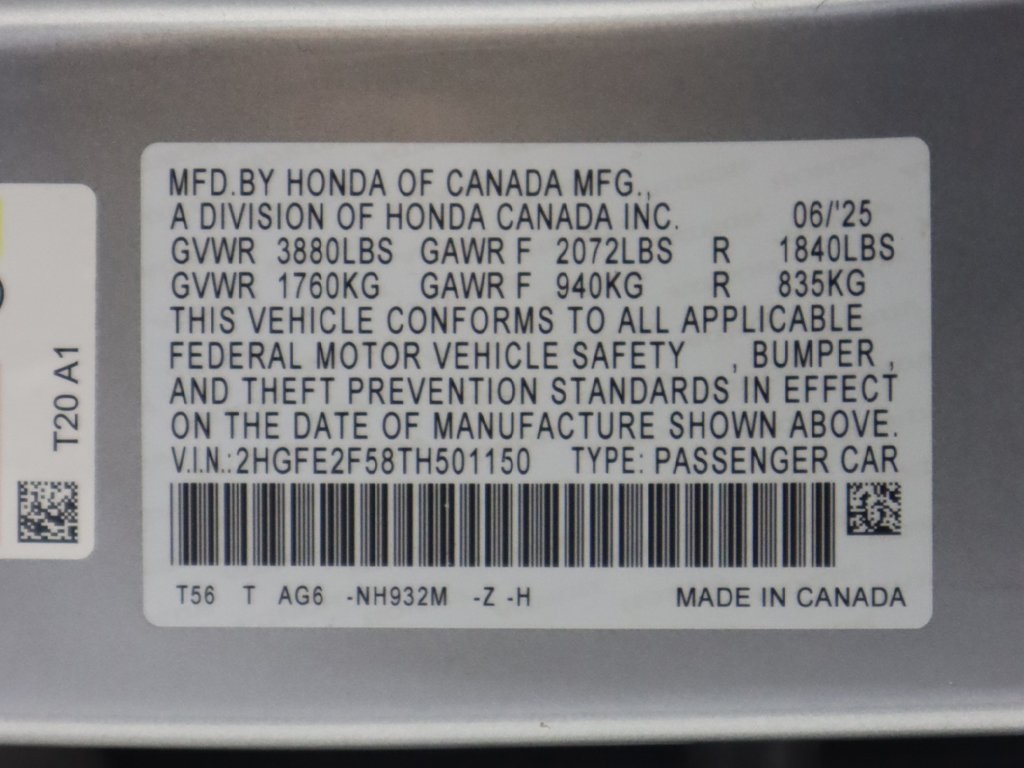 MFD.BY HONDA OF CANADA MFG.,
A DIVISION OF HONDA CANADA INC. 06/'25
GVWR 3880LBS GAWR F 2072LBS R 1840LBS
GVWR 1760KG GAWR F 940KG R 835KG
THIS VEHICLE CONFORMS TO ALL APPLICABLE
FEDERAL MOTOR VEHICLE SAFETY , BUMPER ,
AND THEFT PREVENTION STANDARDS IN EFFECT
ON THE DATE OF MANUFACTURE SHOWN ABOVE.
V.I.N.:2HGFE2F58TH501150 TYPE: PASSENGER CAR
T56 T AG6 -NH932M -Z -H MADE IN CANADA
T20 A1